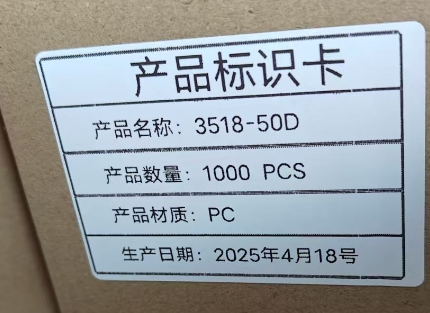 产品标识卡
产品名称：3518-50D
产品数量：1000 PCS
产品材质：PC
生产日期：2025年4月18号